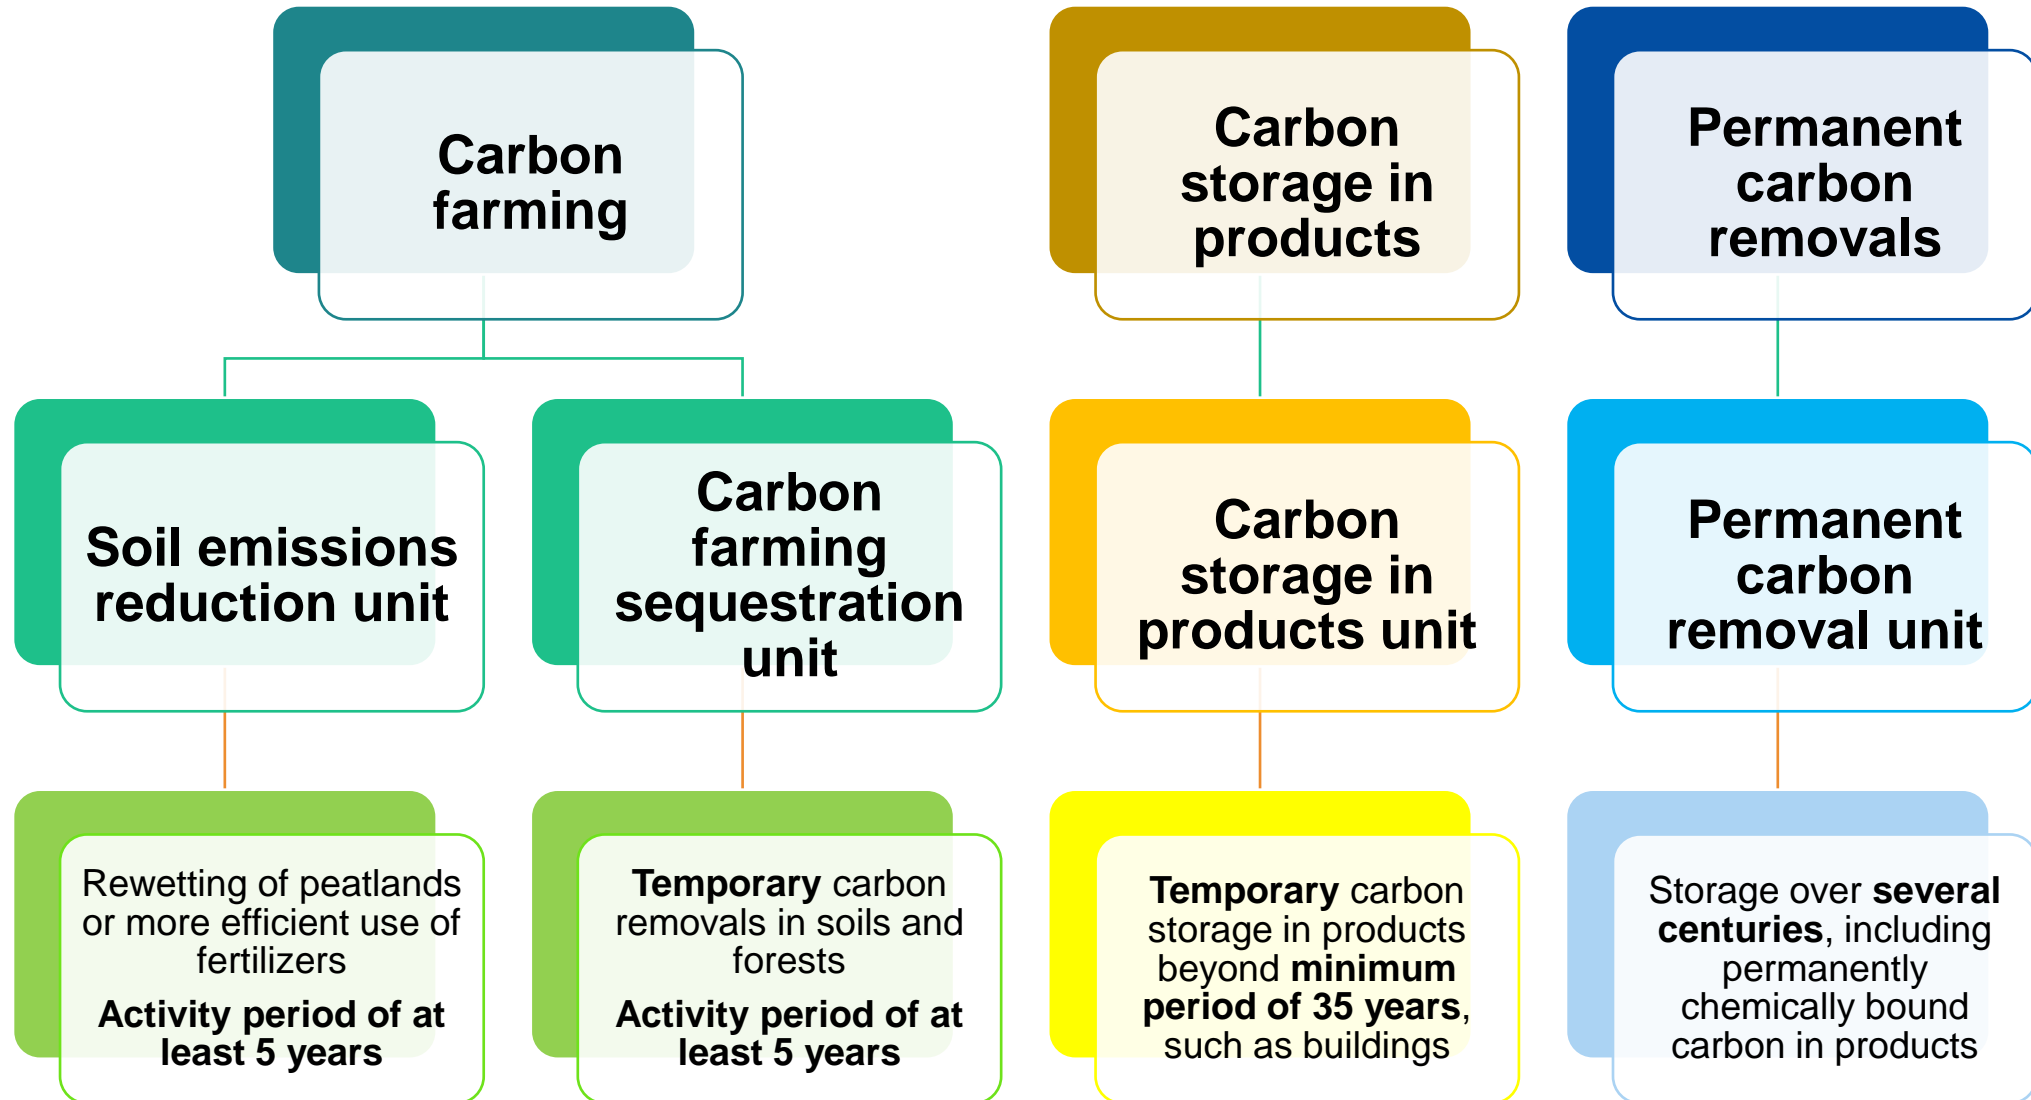 Carbon
farming
Carbon
storage in
products
Permanent
carbon
removals
Soil emissions
reduction unit
Carbon
farming
sequestration
unit
Carbon
storage in
products unit
Permanent
carbon
removal unit
Rewetting of peatlands
or more efficient use of
fertilizers
Activity period of at
least 5 years
Temporary carbon
removals in soils and
forests
Activity period of at
least 5 years
Temporary carbon
storage in products
beyond minimum
period of 35 years,
such as buildings
Storage over several
centuries, including
permanently
chemically bound
carbon in products